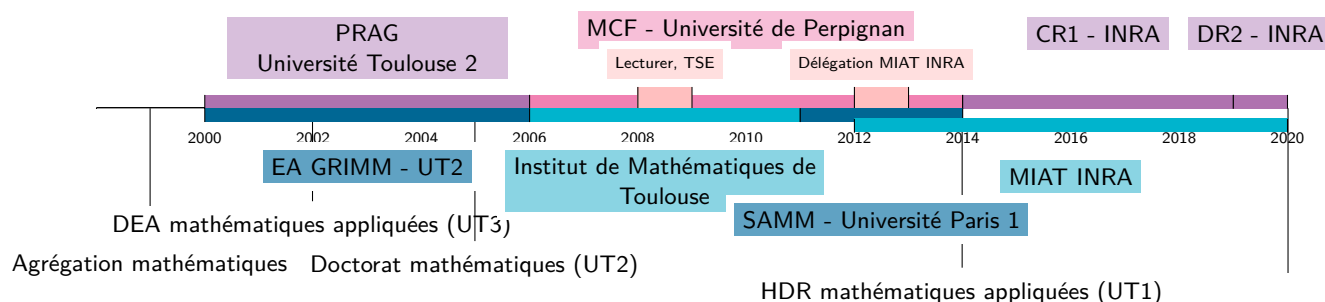 PRAG
Université Toulouse 2
MCF - Université de Perpignan
CR1 - INRA
DR2 - INRA
Lecturer, TSE
Délégation MIAT INRA
2000
2002
2004
2006
2008
2010
2012
2014
2016
2018
2020
EA GRIMM - UT2
Institut de Mathématiques de
Toulouse
MIAT INRA
SAMM - Université Paris 1
DEA mathématiques appliquées (UT3)
Agrégation mathématiques
Doctorat mathématiques (UT2)
HDR mathématiques appliquées (UT1)